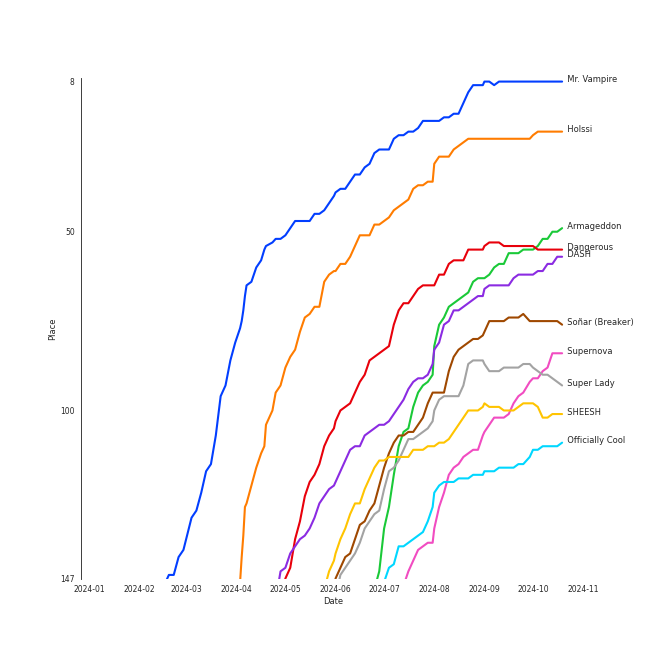 8
Mr. Vampire
Holssi
50
Armageddon
Dangerous
DASH
Place
Soñar (Breaker)
Supernova
Super Lady
100
SHEESH
Officially Cool
147
2024-01 2024-02 2024-03 2024-04 2024-05 2024-06 2024-07 2024-08 2024-09 2024-10 2024-11
Date